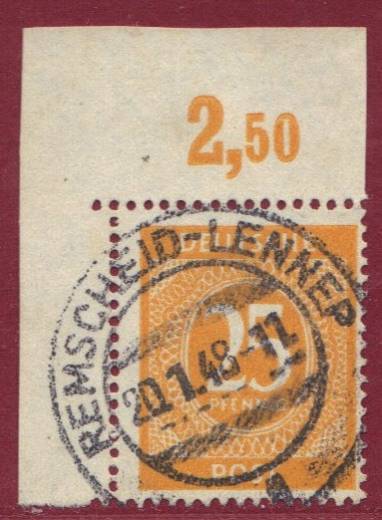 2,50
DEUTSCHE
REMSCHEID-LENNEP
25
20.1.48-11
PFENNIG
POST